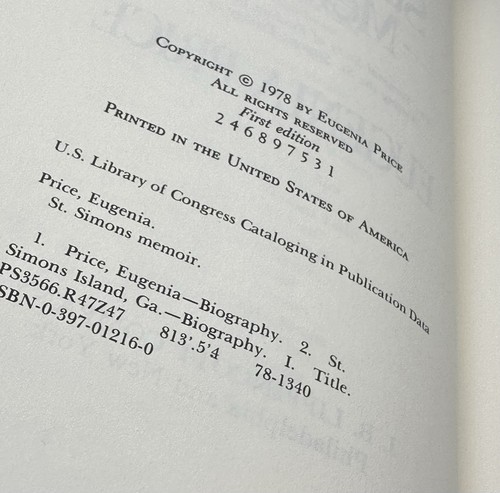 COPYRIGHT © 1978 BY EUGENIA PRICE
ALL RIGHTS RESERVED
First edition
2 4 6 8 9 7 5 3 1
PRINTED IN THE UNITED STATES OF AMERICA
U.S. Library of Congress Cataloging in Publication Data
Price, Eugenia.
St. Simons memoir.
1. Price, Eugenia—Biography. 2. St.
Simons Island, Ga.—Biography. I. Title.
PS3566.R47Z47 813'.5'4 78-1340
SBN-0-397-01216-0